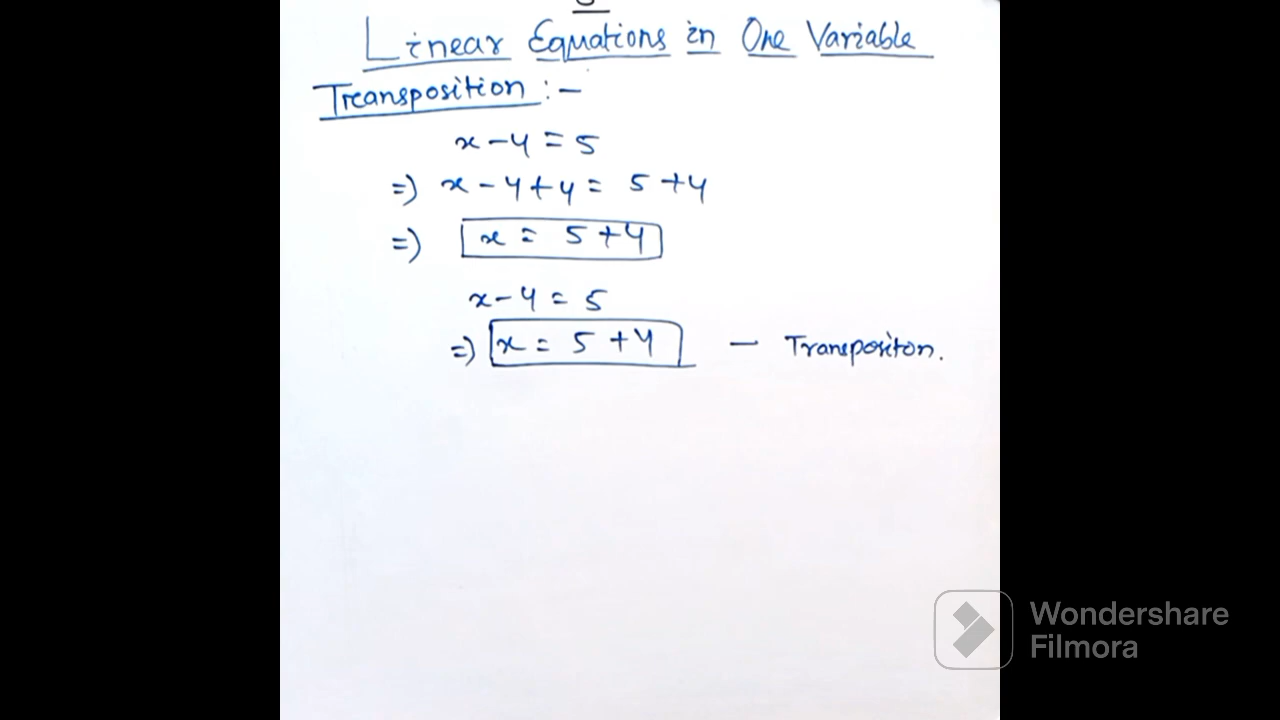 Linear Equations in One Variable
Transposition :-
x - 4 = 5
=) x - 4 + 4 = 5 + 4
=) x = 5 + 4
x - 4 = 5
=) x = 5 + 4 - Transpositon.
Wondershare
Filmora